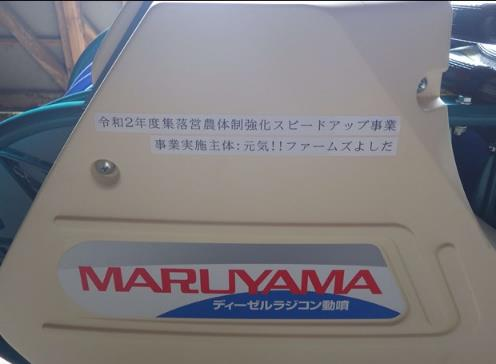 令和2年度集落営農体制強化スピードアップ事業
事業実施主体:元気!!ファームズよしだ
MARUYAMA
ディーゼルラジコン動噴